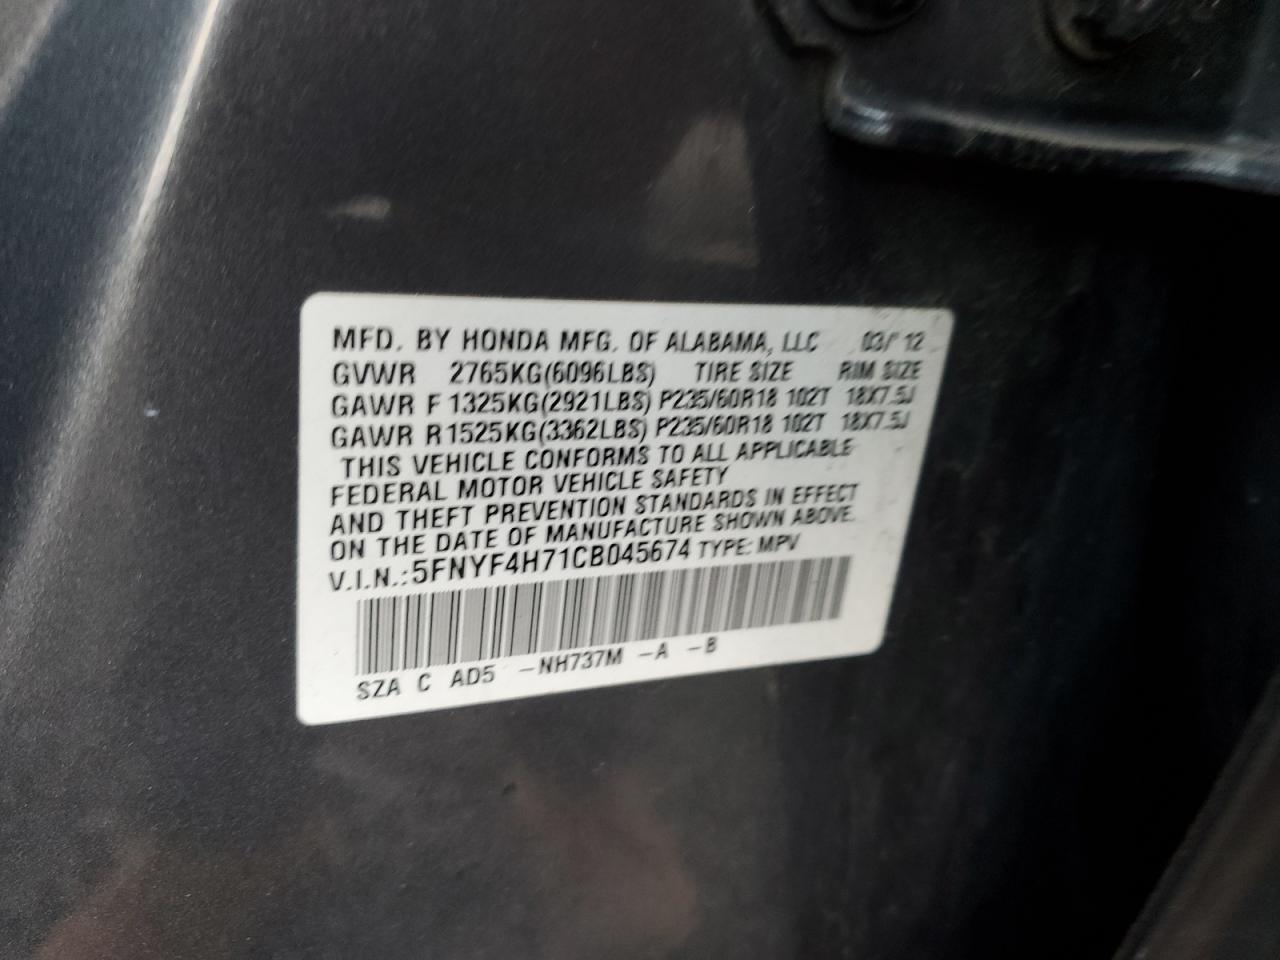 MFD. BY HONDA MFG. OF ALABAMA, LLC 03/12
GVWR 2765KG(6096LBS) TIRE SIZE RIM SIZE
GAWR F 1325KG(2921LBS) P235/60R18 102T 18X7.5J
GAWR R 1525KG(3362LBS) P235/60R18 102T 18X7.5J
THIS VEHICLE CONFORMS TO ALL APPLICABLE
FEDERAL MOTOR VEHICLE SAFETY
AND THEFT PREVENTION STANDARDS IN EFFECT
ON THE DATE OF MANUFACTURE SHOWN ABOVE.
V.I.N.: 5FNYF4H71CB045674 TYPE: MPV
SZA C AD5 -NH737M -A -B